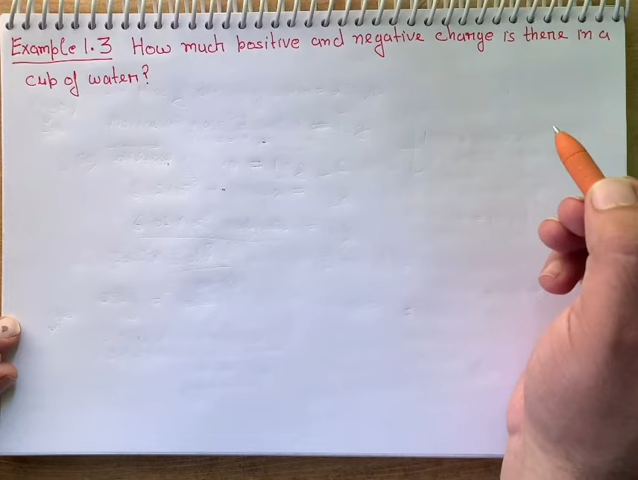 Example 1.3 How much positive and negative charge is there in a
cup of water?